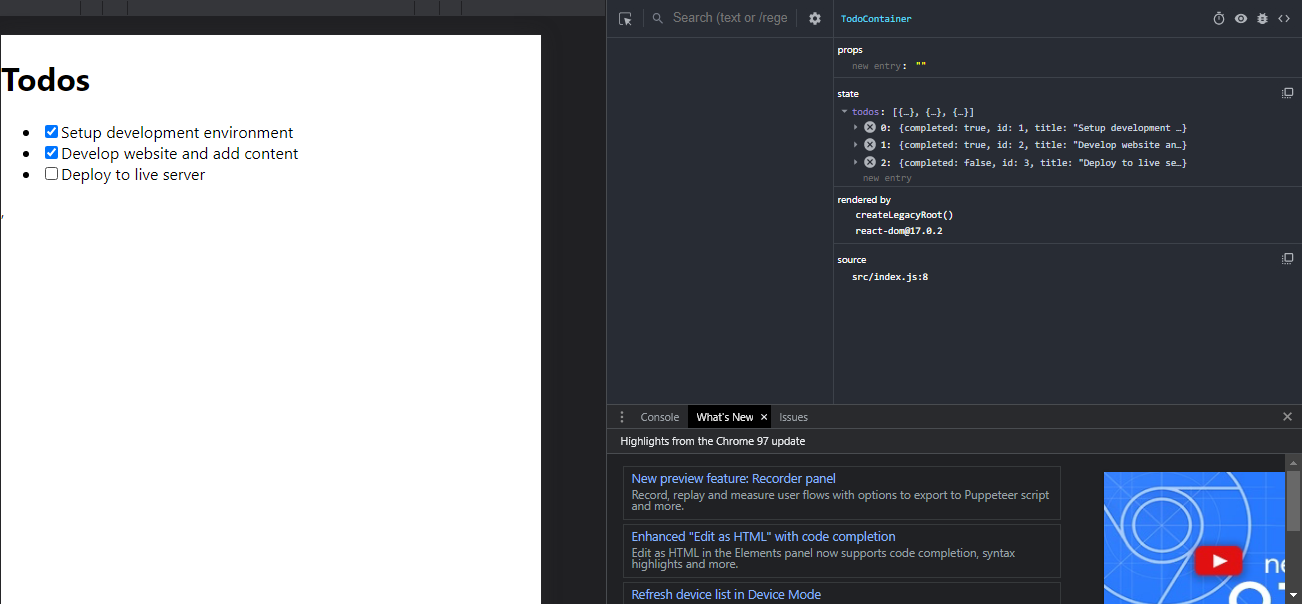 Todos
Setup development environment
Develop website and add content
Deploy to live server
,
Search (text or /rege
TodoContainer
props
new entry: ""
state
todos: [{…}, {…}, {…}]
0: {completed: true, id: 1, title: "Setup development …}
1: {completed: true, id: 2, title: "Develop website an…}
2: {completed: false, id: 3, title: "Deploy to live se…}
new entry
rendered by
createLegacyRoot()
react-dom@17.0.2
source
src/index.js:8
Console What's New Issues
Highlights from the Chrome 97 update
New preview feature: Recorder panel
Record, replay and measure user flows with options to export to Puppeteer script
and more.
Enhanced "Edit as HTML" with code completion
Edit as HTML in the Elements panel now supports code completion, syntax
highlights and more.
Refresh device list in Device Mode